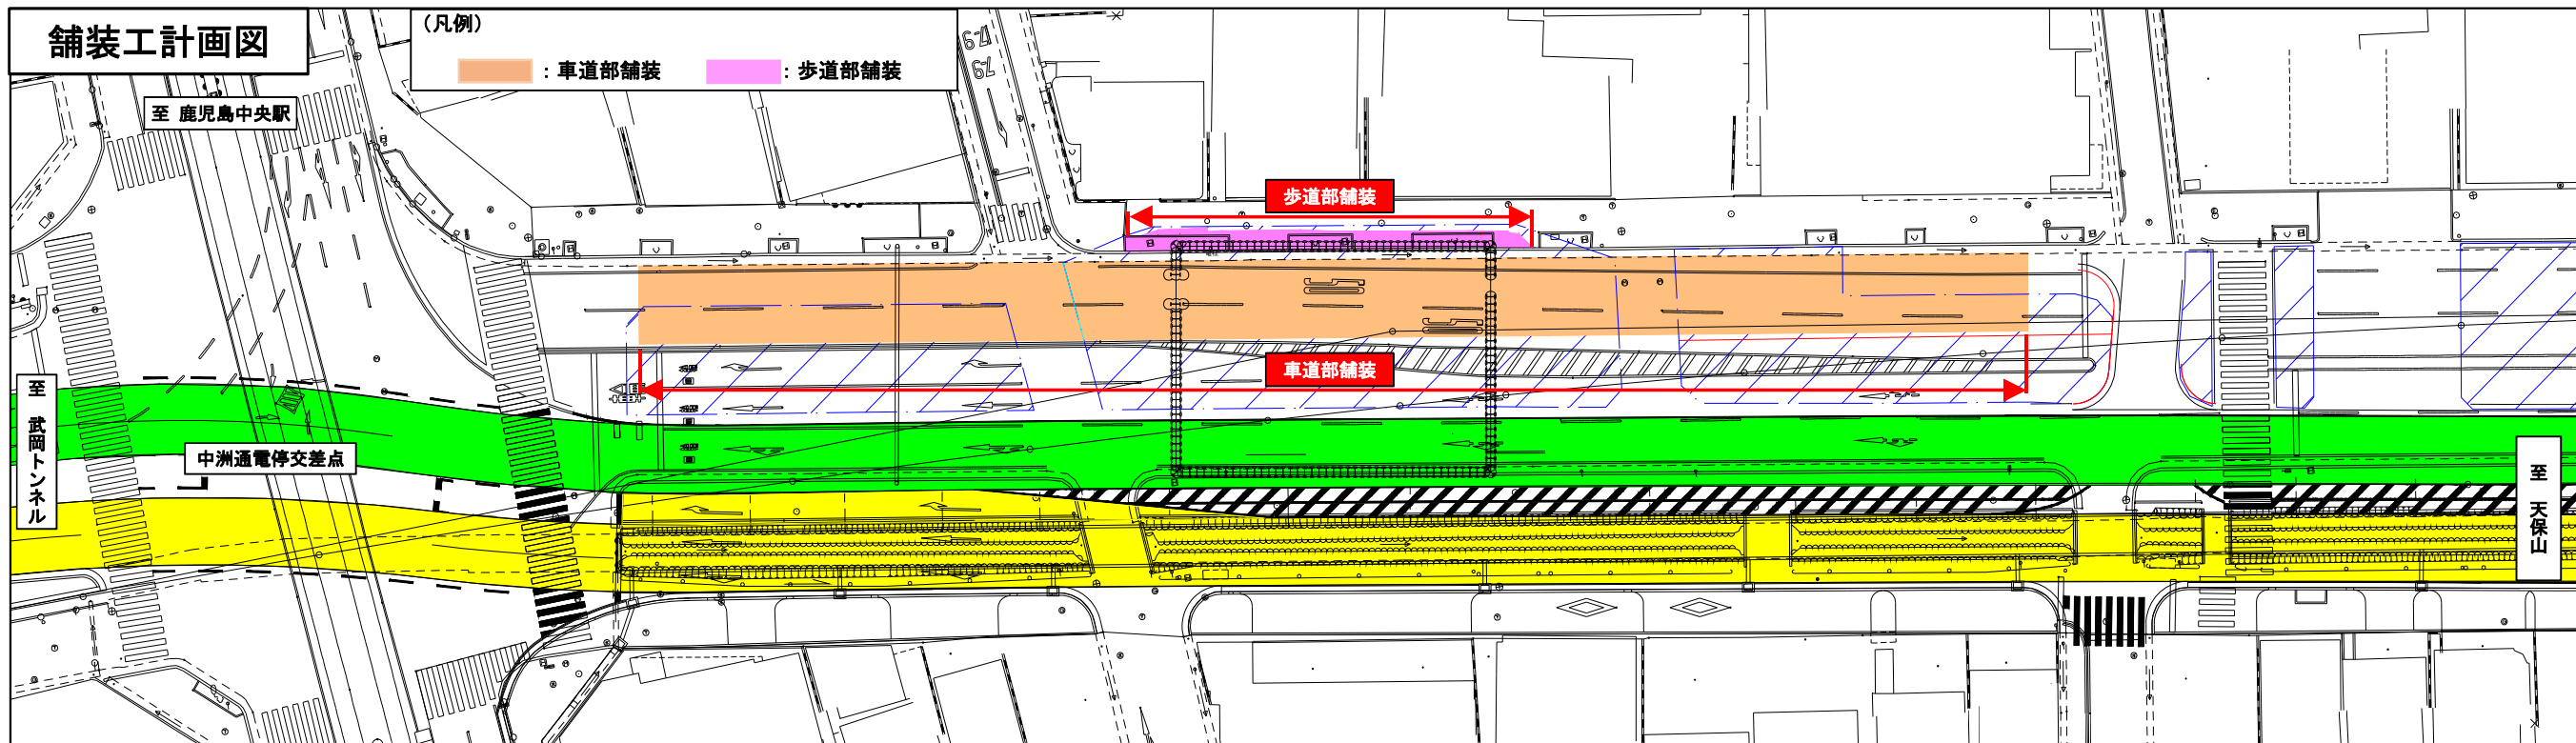 舗装工計画図
(凡例)
：車道部舗装
：歩道部舗装
至 鹿児島中央駅
歩道部舗装
車道部舗装
至 武岡トンネル
中洲通電停交差点
至 天保山